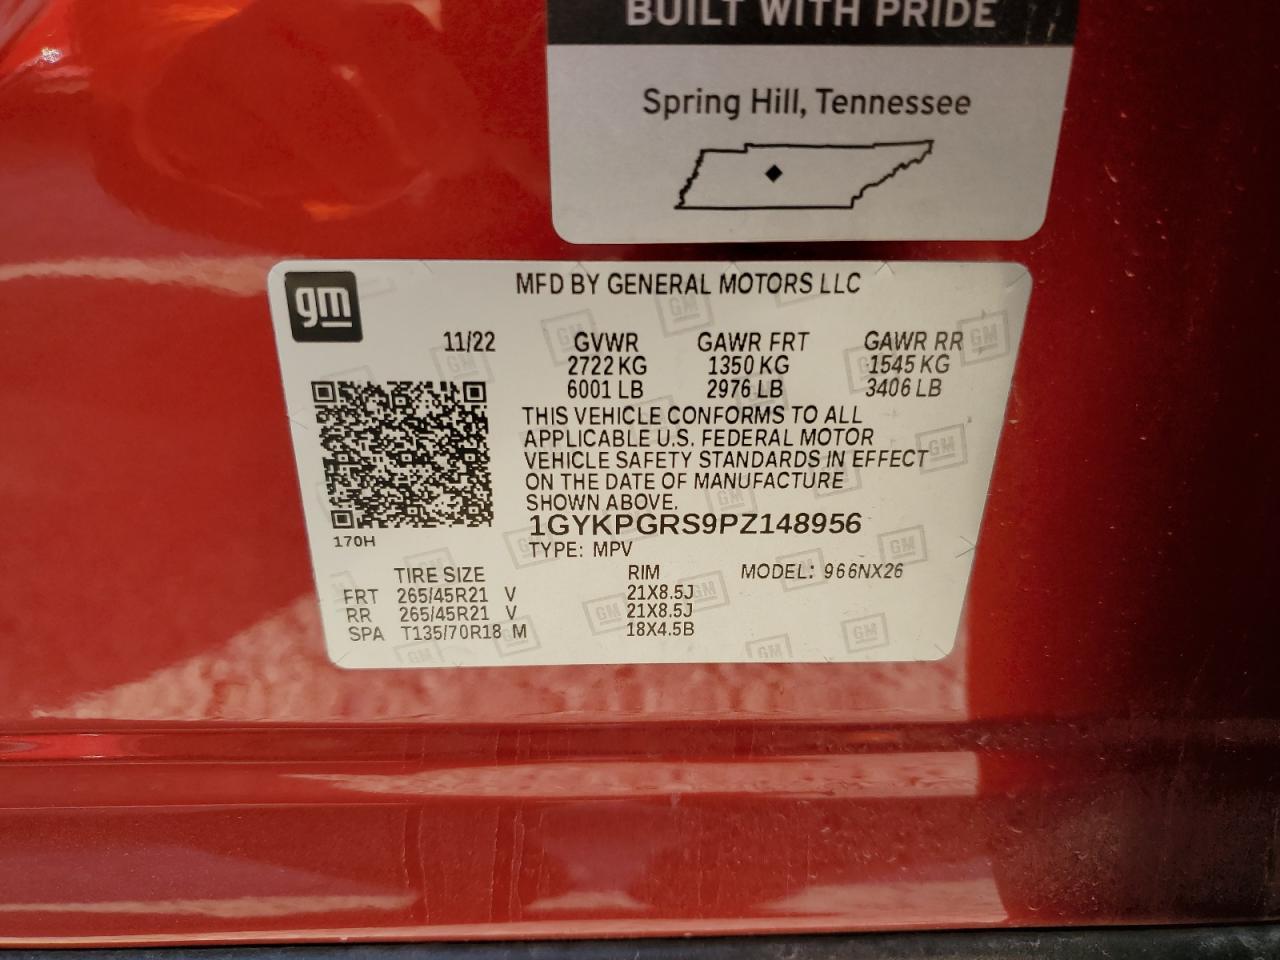 BUILT WITH PRIDE
Spring Hill, Tennessee
gm
MFD BY GENERAL MOTORS LLC
11/22 GVWR GAWR FRT GAWR RR
2722 KG 1350 KG 1545 KG
6001 LB 2976 LB 3406 LB
THIS VEHICLE CONFORMS TO ALL
APPLICABLE U.S. FEDERAL MOTOR
VEHICLE SAFETY STANDARDS IN EFFECT
ON THE DATE OF MANUFACTURE
SHOWN ABOVE.
1GYKPGRS9PZ148956
170H
TYPE: MPV
TIRE SIZE RIM MODEL: 966NX26
FRT 265/45R21 V 21X8.5J
RR 265/45R21 V 21X8.5J
SPA T135/70R18 M 18X4.5B